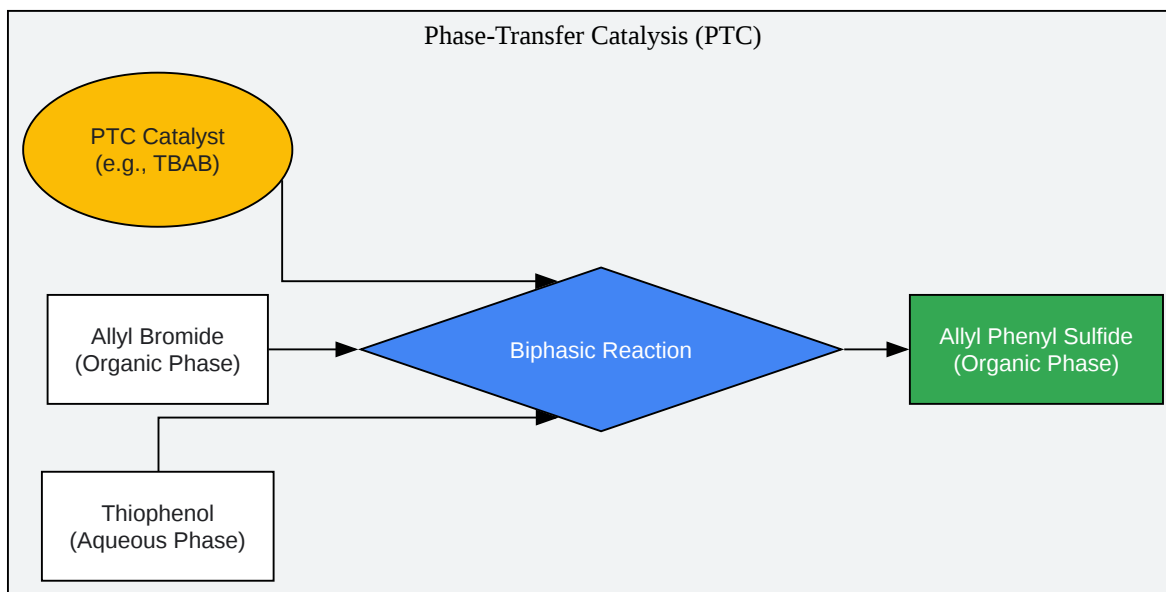 Phase-Transfer Catalysis (PTC)
PTC Catalyst
(e.g., TBAB)
Allyl Bromide
(Organic Phase)
Biphasic Reaction
Allyl Phenyl Sulfide
(Organic Phase)
Thiophenol
(Aqueous Phase)